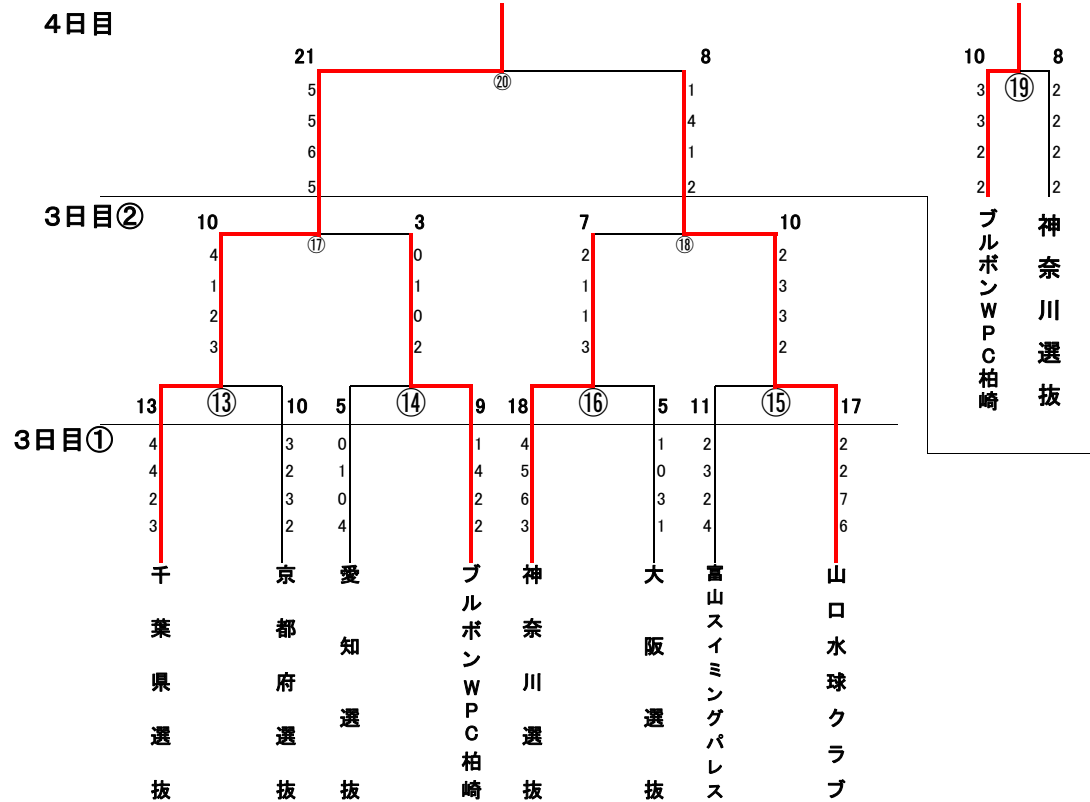 4日目
21 8 10 8
⑳ ⑲
5 1 3 2
5 4 3 2
6 1 2 2
5 2 2 2
3日目②
ブルボンWPC柏崎
神奈川選抜
10 3 7 10
⑰ ⑱
4 0 2 2
1 1 1 3
2 0 1 3
3 2 3 2
13 ⑬ 10 5 ⑭ 9 18 ⑯ 5 11 ⑮ 17
3日目①
4 3 0 1 4 1 2 2
4 2 1 4 5 0 3 2
2 3 0 2 6 3 2 7
3 2 4 2 3 1 4 6
千葉県選抜
京都府選抜
愛知選抜
ブルボンWPC柏崎
神奈川選抜
大阪選抜
富山スイミングパレス
山口水球クラブ